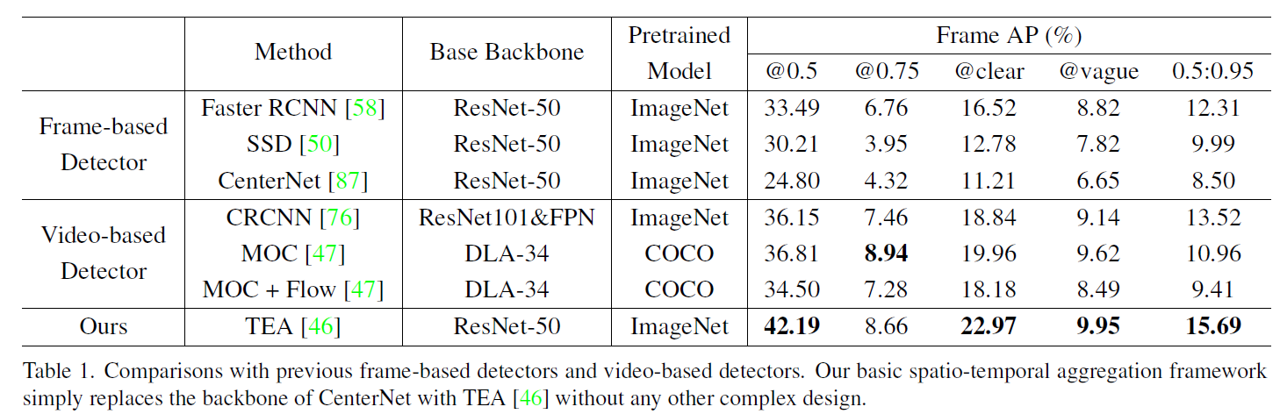 Method Base Backbone Pretrained Model Frame AP (%)
@0.5 @0.75 @clear @vague 0.5:0.95
Frame-based Detector
Faster RCNN [58] ResNet-50 ImageNet 33.49 6.76 16.52 8.82 12.31
SSD [50] ResNet-50 ImageNet 30.21 3.95 12.78 7.82 9.99
CenterNet [87] ResNet-50 ImageNet 24.80 4.32 11.21 6.65 8.50
Video-based Detector
CRCNN [76] ResNet101&FPN ImageNet 36.15 7.46 18.84 9.14 13.52
MOC [47] DLA-34 COCO 36.81 8.94 19.96 9.62 10.96
MOC + Flow [47] DLA-34 COCO 34.50 7.28 18.18 8.49 9.41
Ours TEA [46] ResNet-50 ImageNet 42.19 8.66 22.97 9.95 15.69
Table 1. Comparisons with previous frame-based detectors and video-based detectors. Our basic spatio-temporal aggregation framework
simply replaces the backbone of CenterNet with TEA [46] without any other complex design.